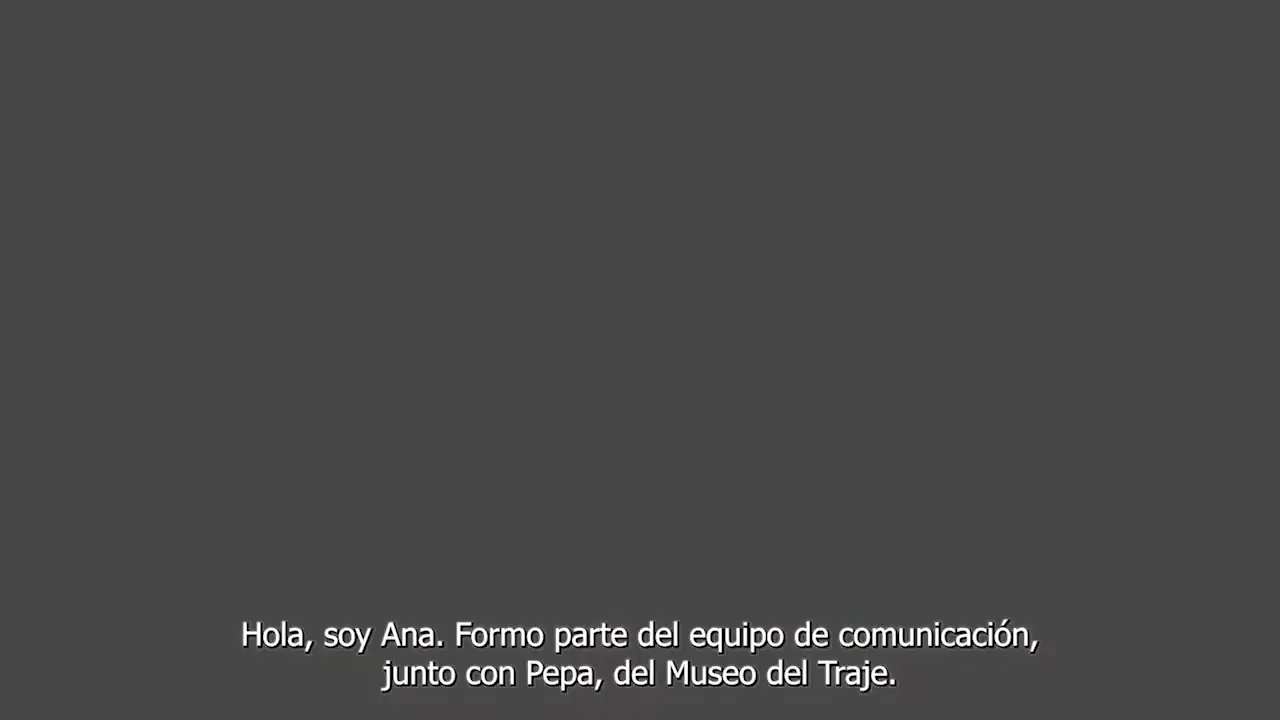 Hola, soy Ana. Formo parte del equipo de comunicación,
junto con Pepa, del Museo del Traje.